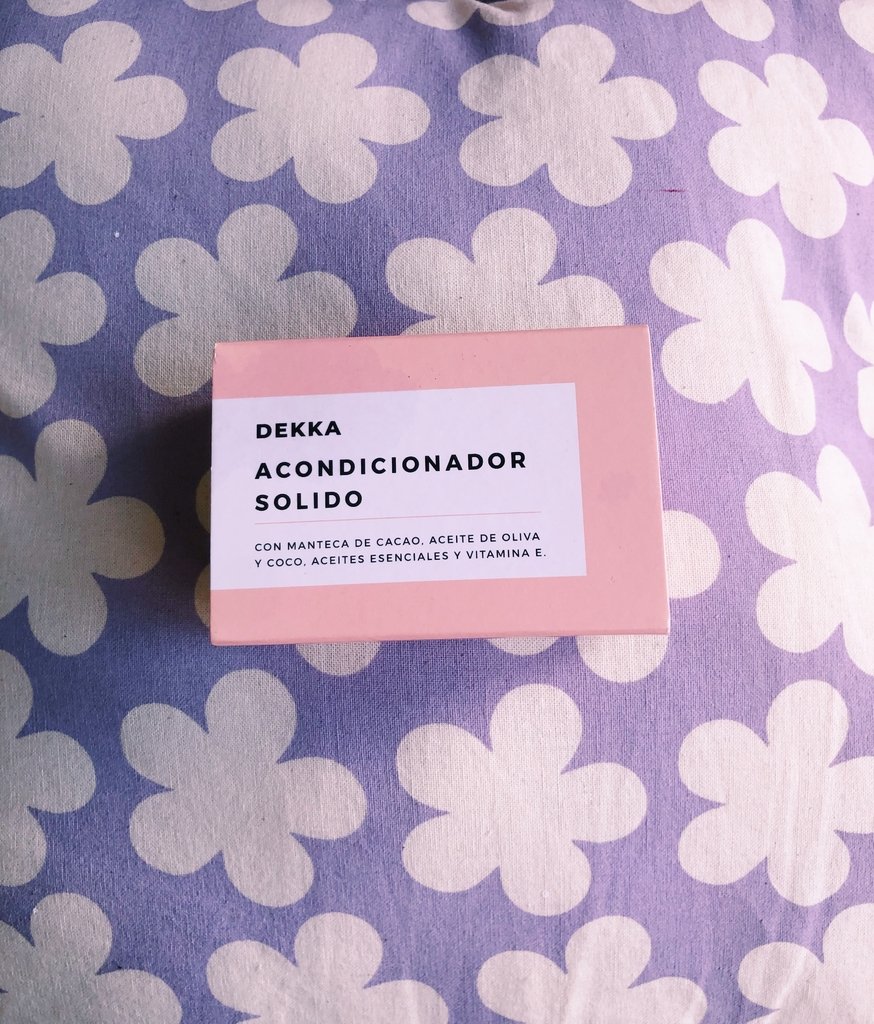 DEKKA
ACONDICIONADOR
SOLIDO
CON MANTECA DE CACAO, ACEITE DE OLIVA
Y COCO, ACEITES ESENCIALES Y VITAMINA E.